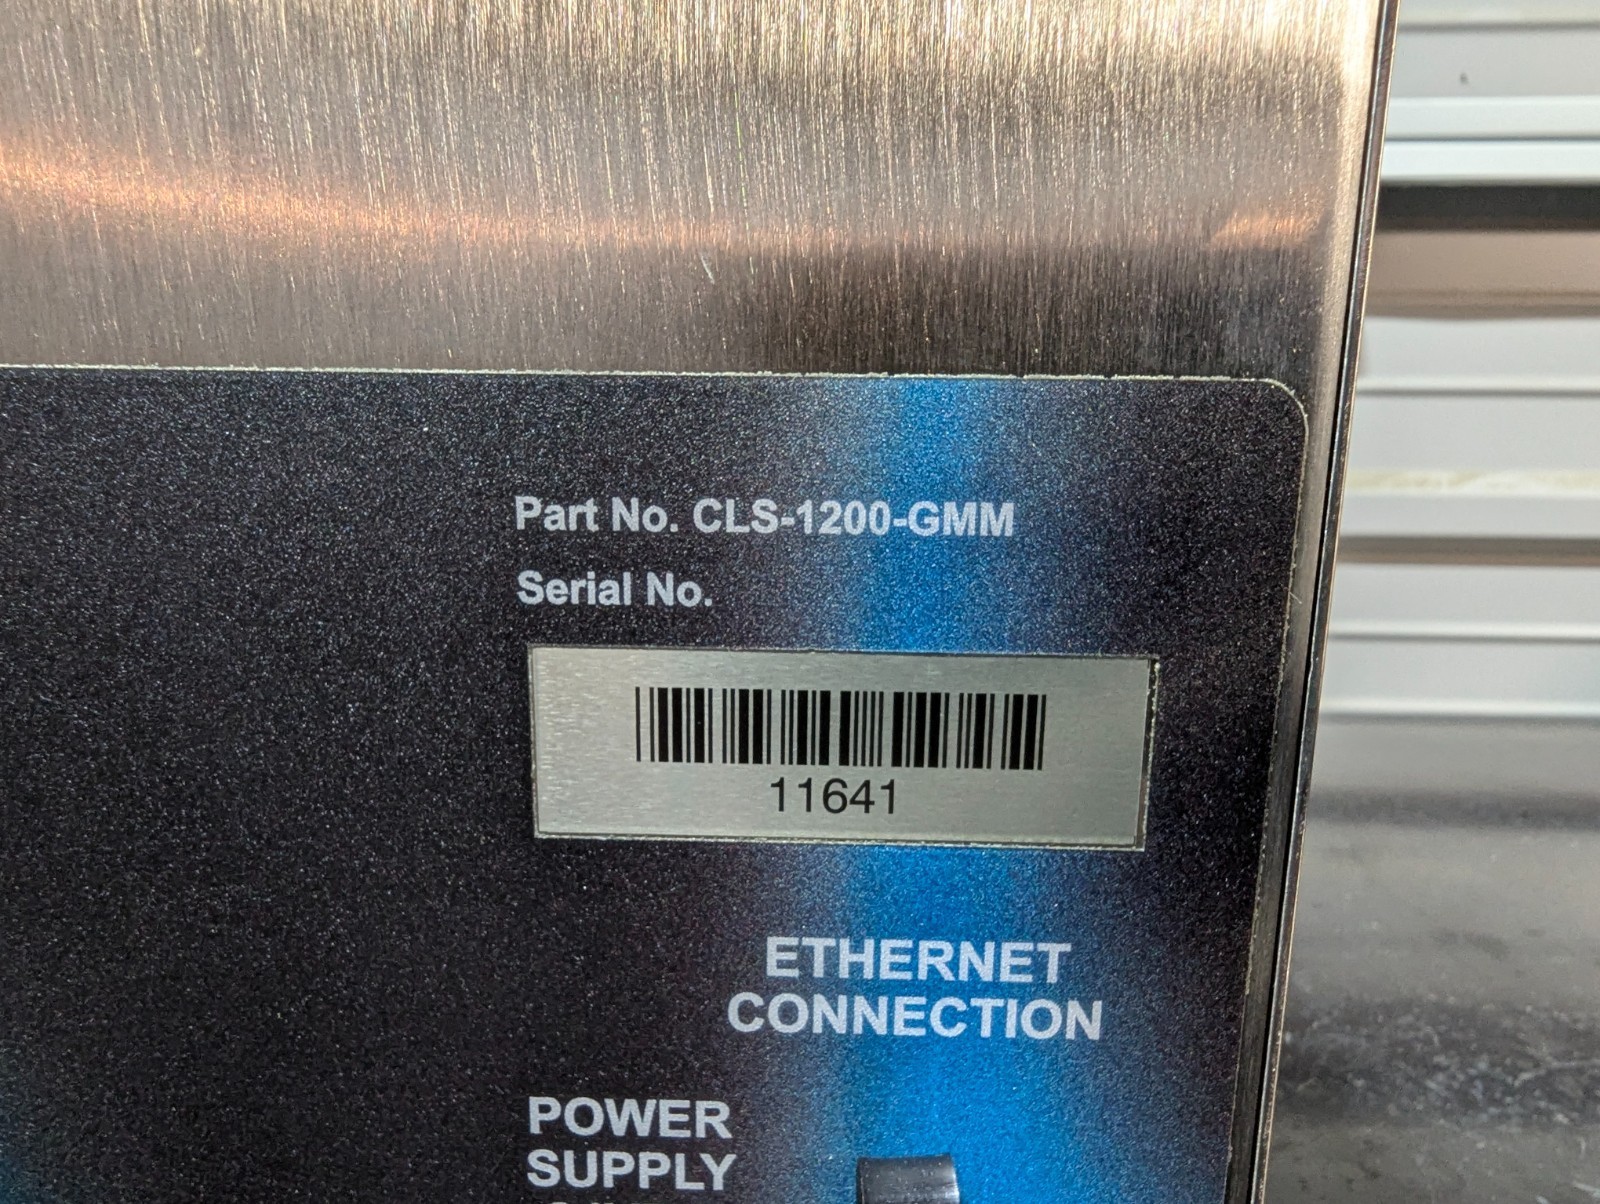 Part No. CLS-1200-GMM
Serial No.
11641
ETHERNET
CONNECTION
POWER
SUPPLY